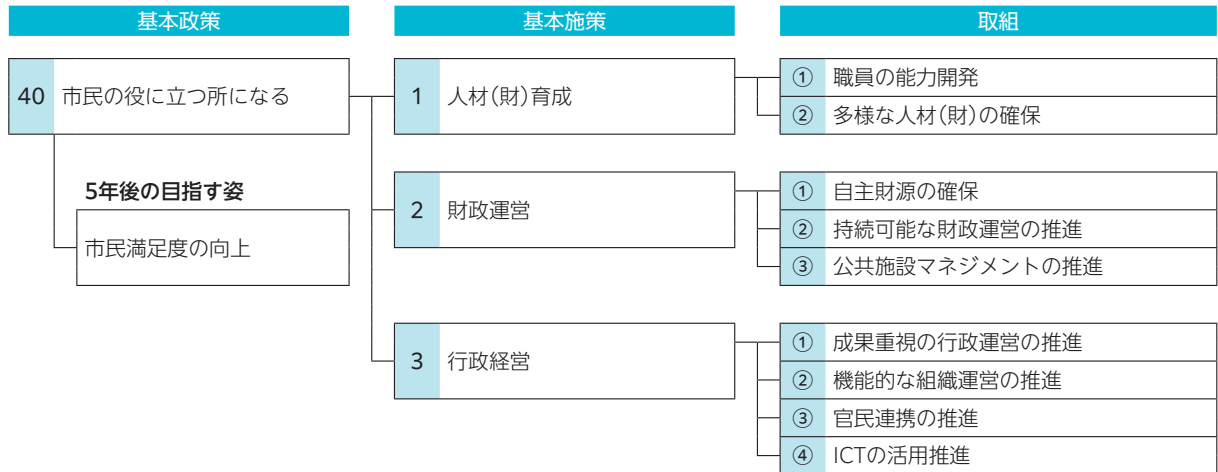 基本政策
基本施策
取組
40 市民の役に立つ所になる
5年後の目指す姿
市民満足度の向上
1 人材(財)育成
① 職員の能力開発
② 多様な人材(財)の確保
2 財政運営
① 自主財源の確保
② 持続可能な財政運営の推進
③ 公共施設マネジメントの推進
3 行政経営
① 成果重視の行政運営の推進
② 機能的な組織運営の推進
③ 官民連携の推進
④ ICTの活用推進